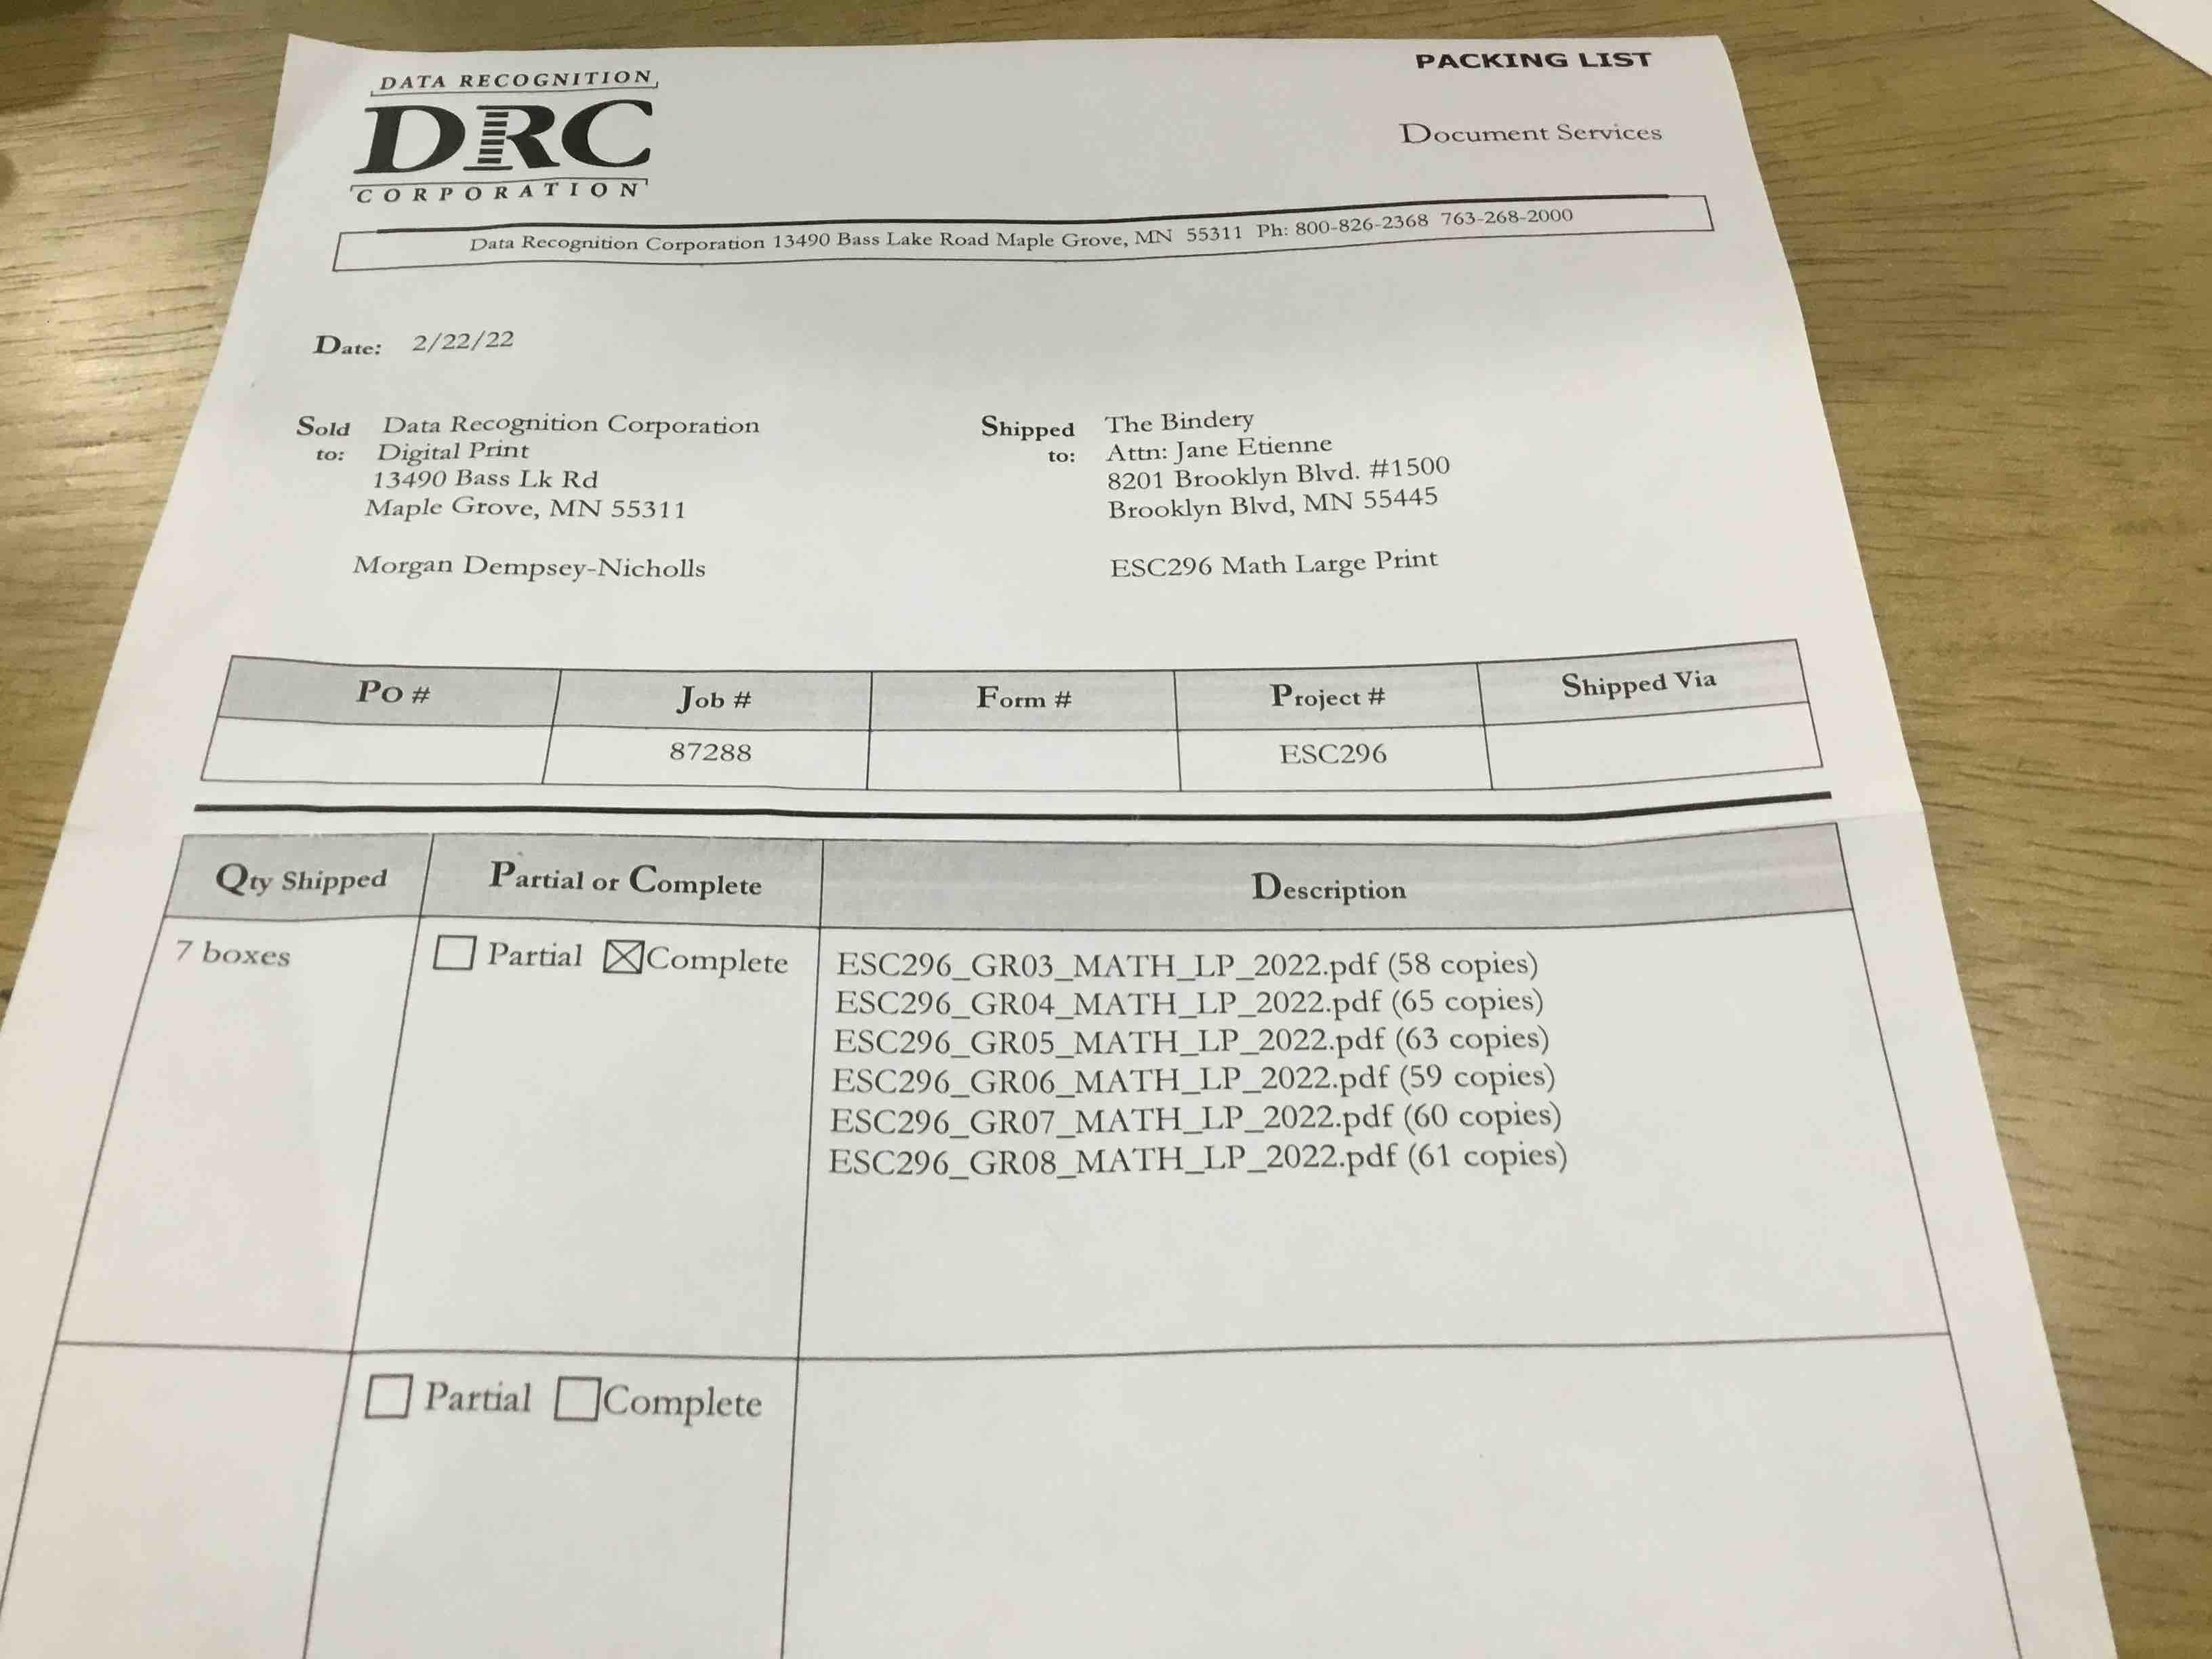 DATA RECOGNITION
DRC
CORPORATION
PACKING LIST
Document Services
Data Recognition Corporation 13490 Bass Lake Road Maple Grove, MN 55311 Ph: 800-826-2368 763-268-2000
Date: 2/22/22
Sold to:
Data Recognition Corporation
Digital Print
13490 Bass Lk Rd
Maple Grove, MN 55311
Morgan Dempsey-Nicholls
Shipped to:
The Bindery
Attn: Jane Etienne
8201 Brooklyn Blvd. #1500
Brooklyn Blvd, MN 55445
ESC296 Math Large Print
Po # Job # Form # Project # Shipped Via
87288 ESC296
Qty Shipped Partial or Complete Description
7 boxes Partial Complete
ESC296_GR03_MATH_LP_2022.pdf (58 copies)
ESC296_GR04_MATH_LP_2022.pdf (65 copies)
ESC296_GR05_MATH_LP_2022.pdf (63 copies)
ESC296_GR06_MATH_LP_2022.pdf (59 copies)
ESC296_GR07_MATH_LP_2022.pdf (60 copies)
ESC296_GR08_MATH_LP_2022.pdf (61 copies)
Partial Complete